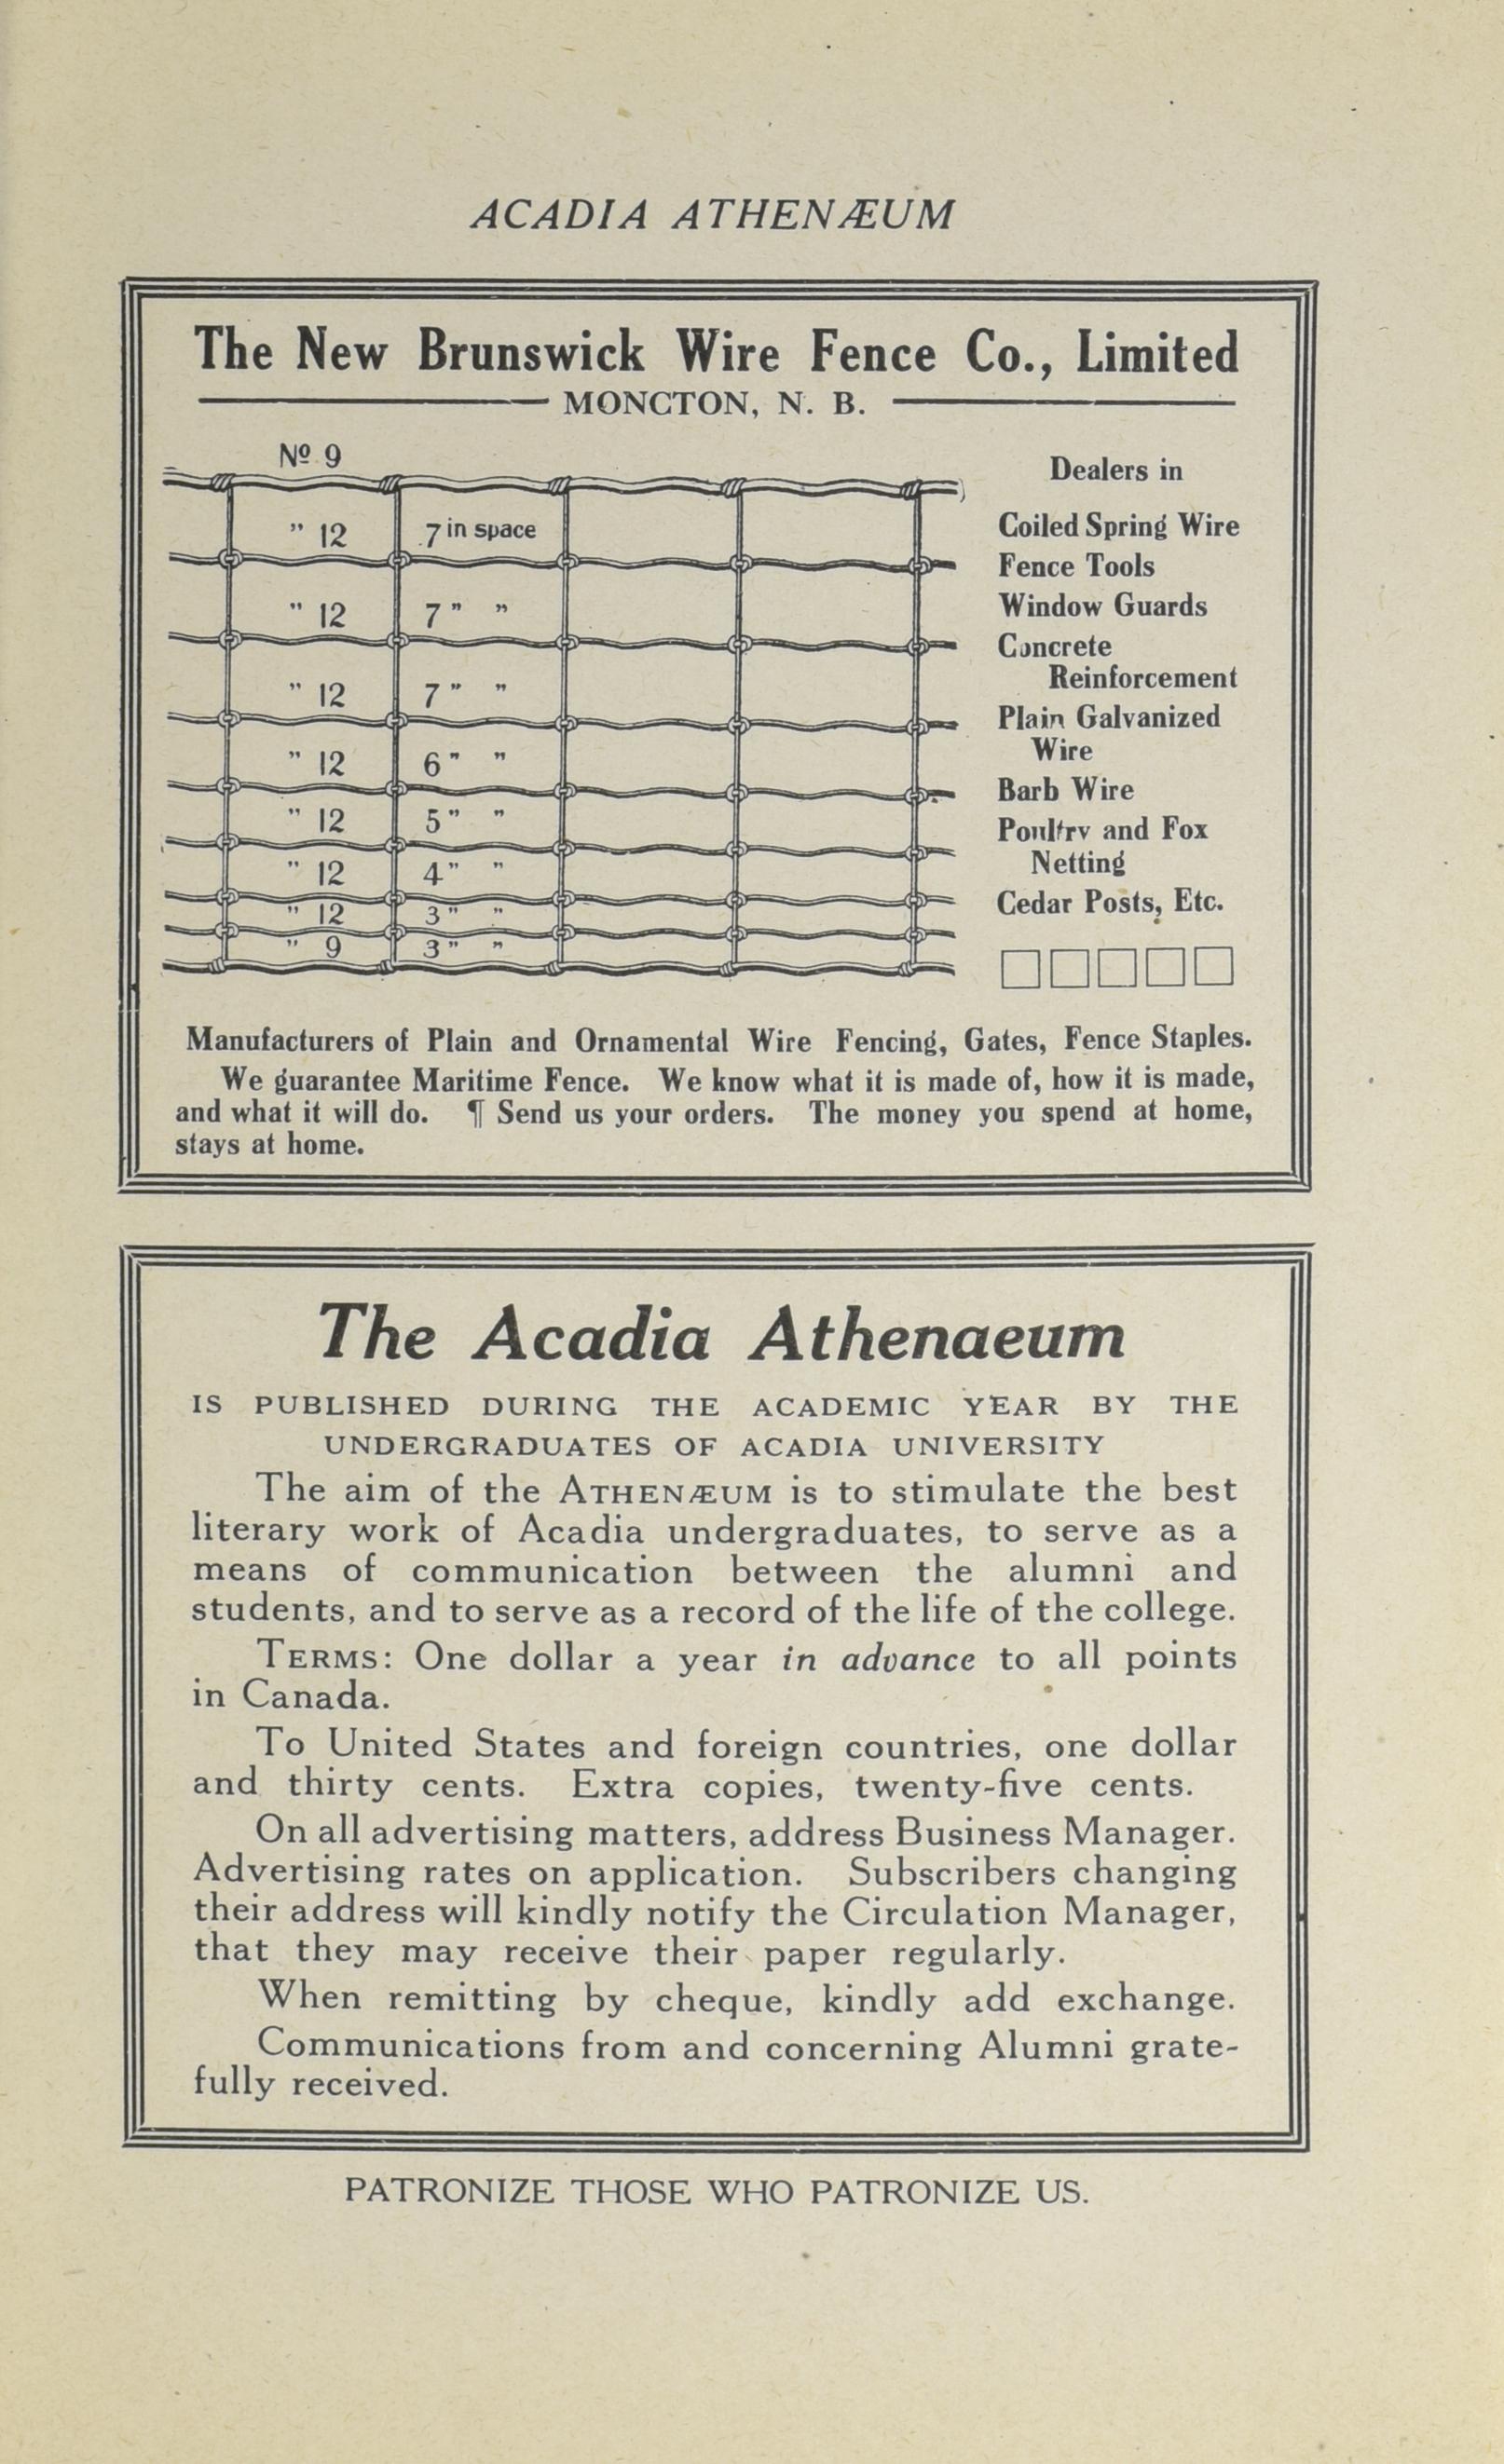 ACADIA ATHENÆUM
The New Brunswick Wire Fence Co., Limited
MONCTON, N. B.
Nº 9
" 12 7 in space
" 12 7 " "
" 12 7 " "
" 12 6 " "
" 12 5 " "
" 12 4 " "
" 12 3 " "
" 9 3 " "
Dealers in
Coiled Spring Wire
Fence Tools
Window Guards
Concrete
Reinforcement
Plain Galvanized
Wire
Barb Wire
Poultry and Fox
Netting
Cedar Posts, Etc.
Manufacturers of Plain and Ornamental Wire Fencing, Gates, Fence Staples.
We guarantee Maritime Fence. We know what it is made of, how it is made,
and what it will do. ¶ Send us your orders. The money you spend at home,
stays at home.
The Acadia Athenaeum
IS PUBLISHED DURING THE ACADEMIC YEAR BY THE
UNDERGRADUATES OF ACADIA UNIVERSITY
The aim of the ATHENÆUM is to stimulate the best
literary work of Acadia undergraduates, to serve as a
means of communication between the alumni and
students, and to serve as a record of the life of the college.
TERMS: One dollar a year in advance to all points
in Canada.
To United States and foreign countries, one dollar
and thirty cents. Extra copies, twenty-five cents.
On all advertising matters, address Business Manager.
Advertising rates on application. Subscribers changing
their address will kindly notify the Circulation Manager,
that they may receive their paper regularly.
When remitting by cheque, kindly add exchange.
Communications from and concerning Alumni grate-
fully received.
PATRONIZE THOSE WHO PATRONIZE US.